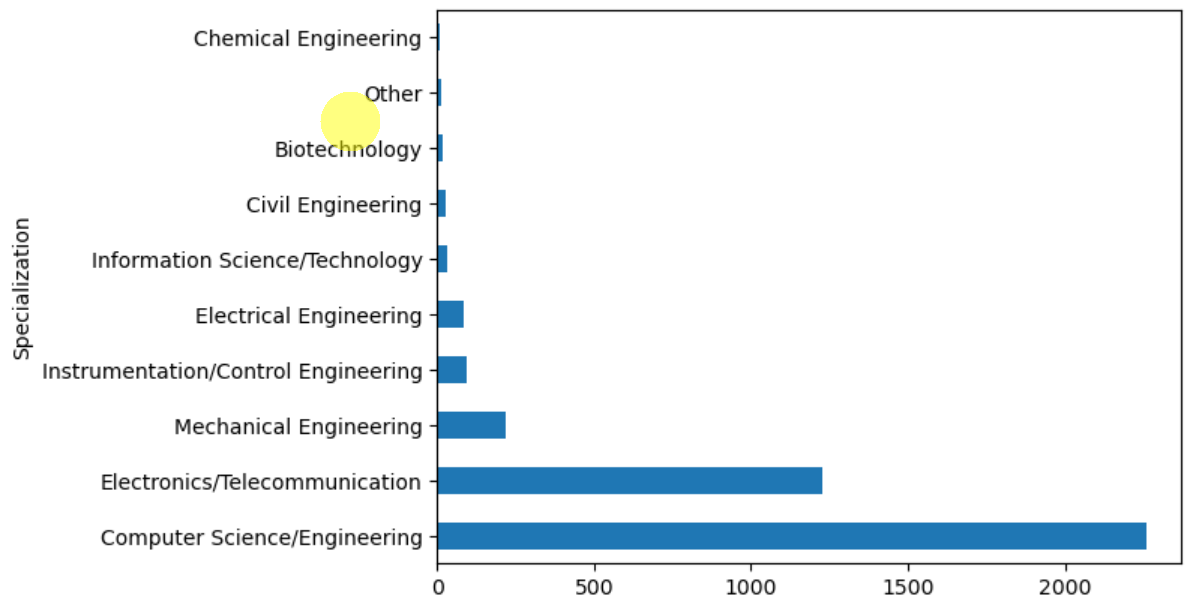 Chemical Engineering
Other
Biotechnology
Civil Engineering
Information Science/Technology
Electrical Engineering
Instrumentation/Control Engineering
Mechanical Engineering
Electronics/Telecommunication
Computer Science/Engineering
Specialization
0 500 1000 1500 2000